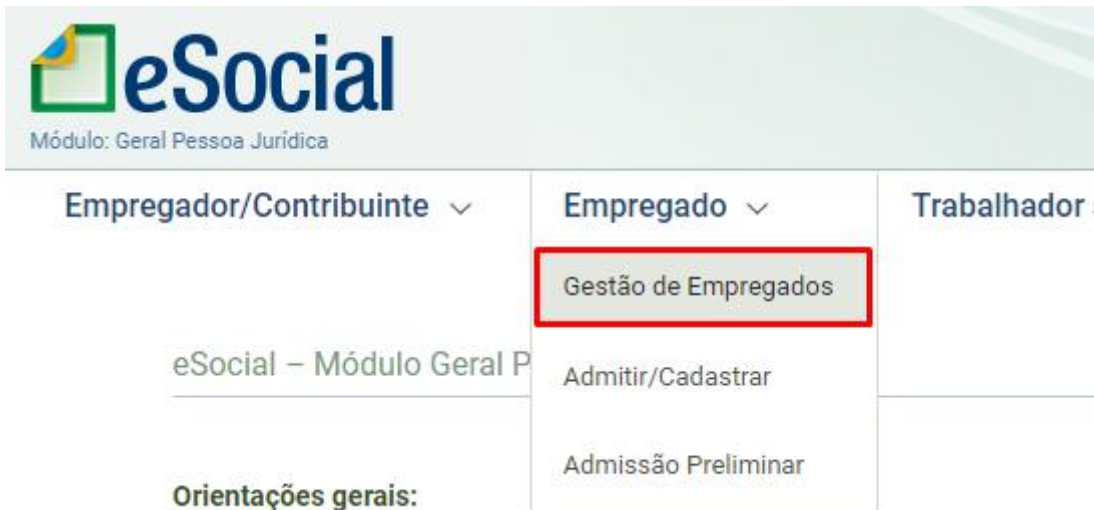 eSocial
Módulo: Geral Pessoa Jurídica
Empregador/Contribuinte
Empregado
Trabalhador
Gestão de Empregados
eSocial – Módulo Geral P
Admitir/Cadastrar
Admissão Preliminar
Orientações gerais: